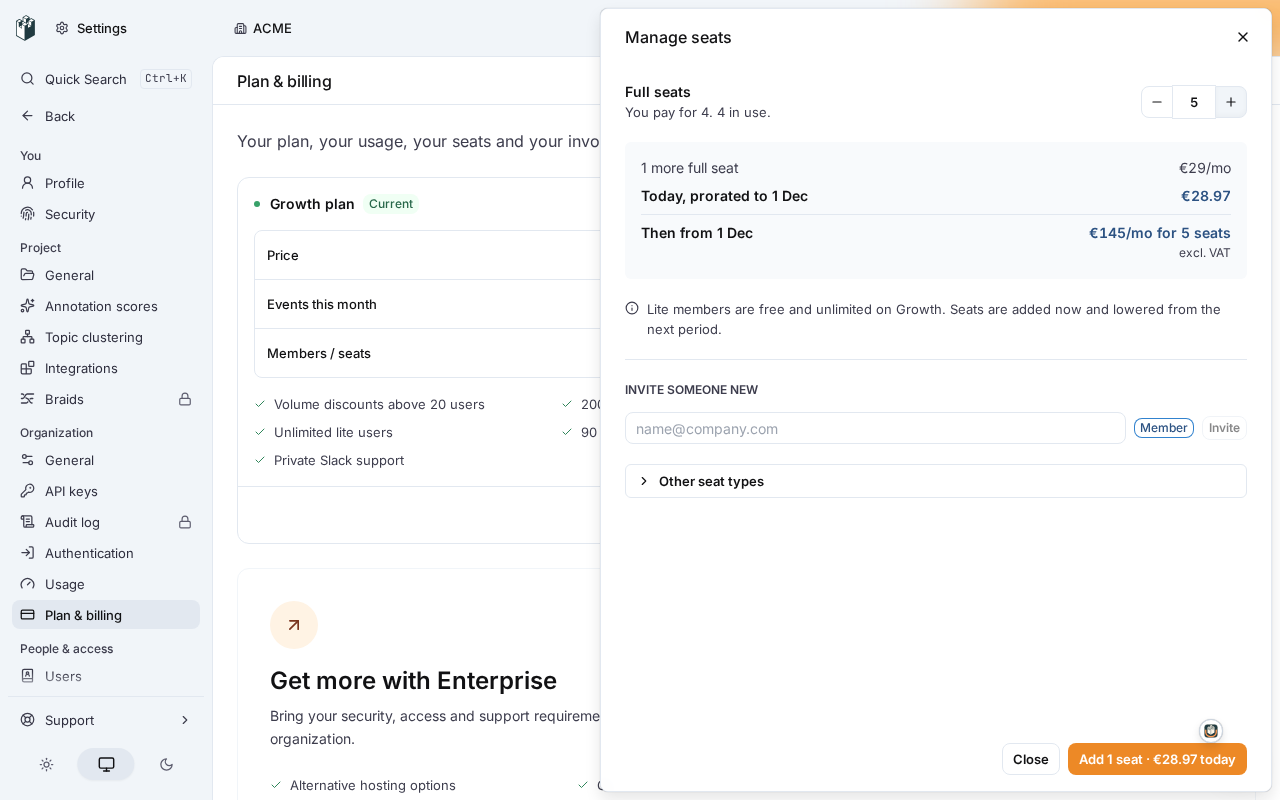 Settings
ACME
Quick Search Ctrl+K
Back
You
Profile
Security
Project
General
Annotation scores
Topic clustering
Integrations
Braids
Organization
General
API keys
Audit log
Authentication
Usage
Plan & billing
People & access
Users
Support
Plan & billing
Your plan, your usage, your seats and your invo
Growth plan Current
Price
Events this month
Members / seats
Volume discounts above 20 users
200
Unlimited lite users
90
Private Slack support
Get more with Enterprise
Bring your security, access and support requireme
organization.
Alternative hosting options
Manage seats
Full seats
You pay for 4. 4 in use.
5
1 more full seat €29/mo
Today, prorated to 1 Dec €28.97
Then from 1 Dec €145/mo for 5 seats
excl. VAT
Lite members are free and unlimited on Growth. Seats are added now and lowered from the
next period.
INVITE SOMEONE NEW
name@company.com Member Invite
Other seat types
Close Add 1 seat · €28.97 today